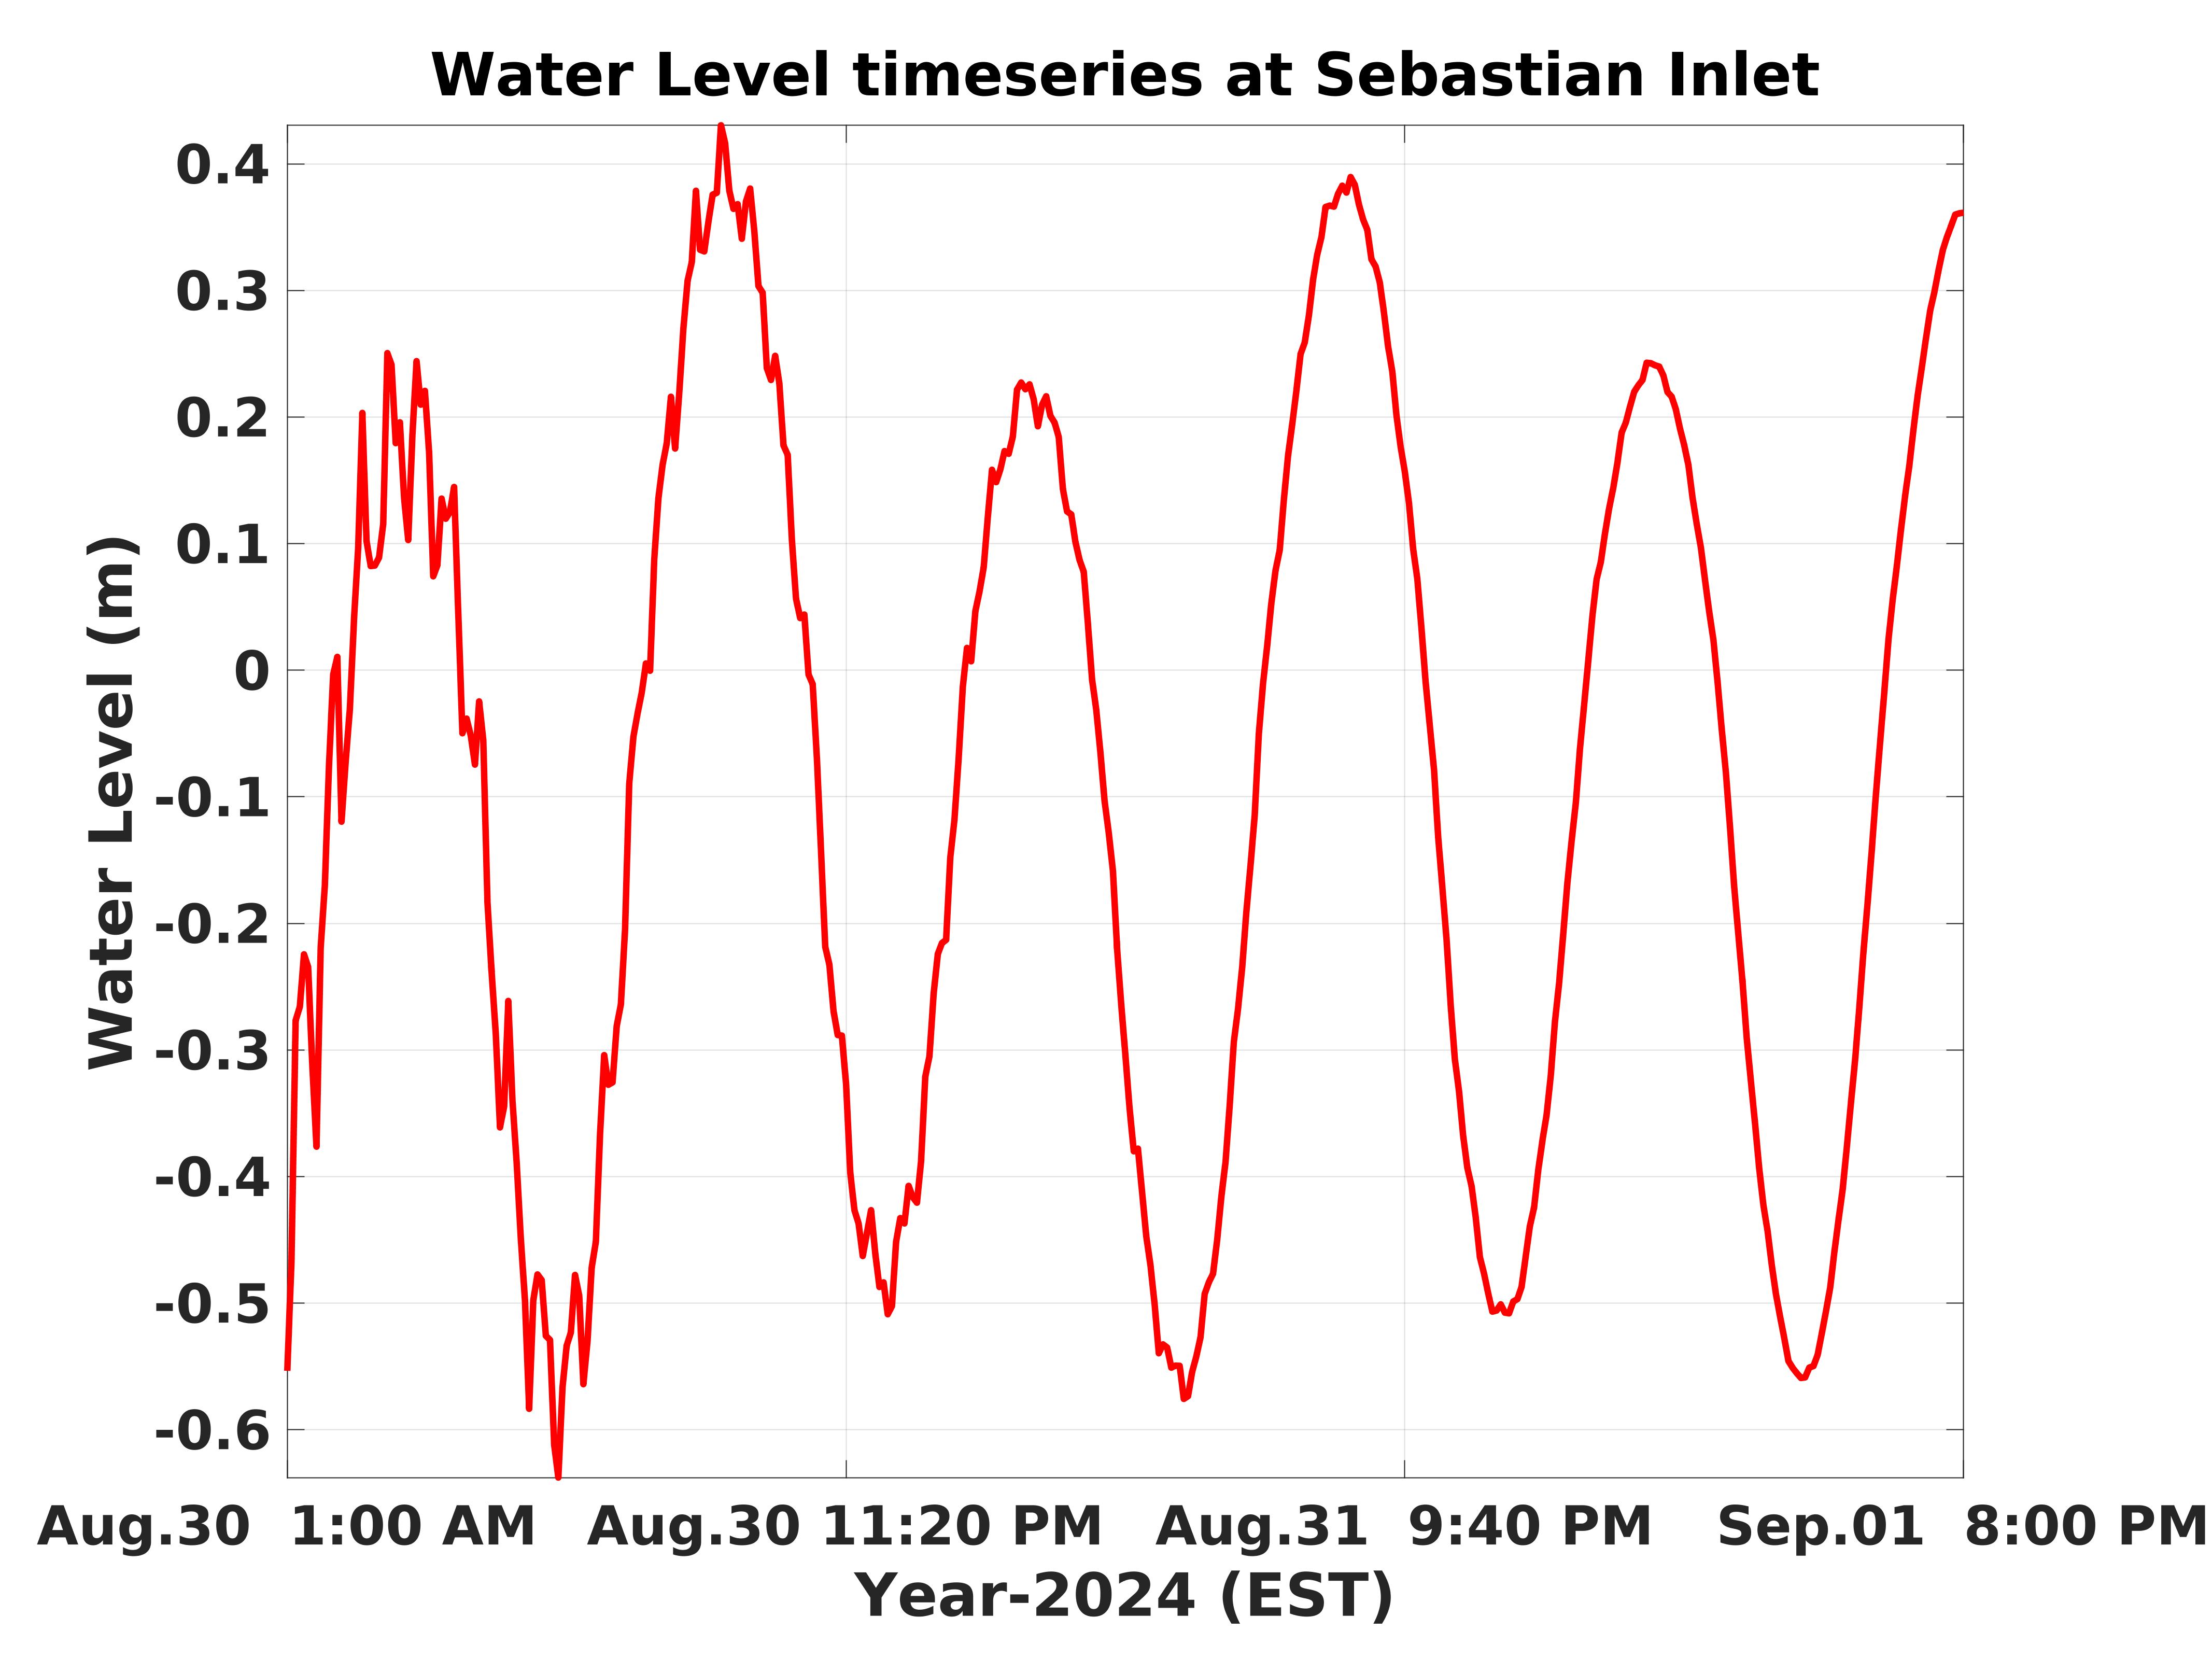 Water Level timeseries at Sebastian Inlet
0.4
0.3
0.2
0.1
0
-0.1
-0.2
-0.3
-0.4
-0.5
-0.6
Water Level (m)
Aug.30 1:00 AM Aug.30 11:20 PM Aug.31 9:40 PM Sep.01 8:00 PM
Year-2024 (EST)